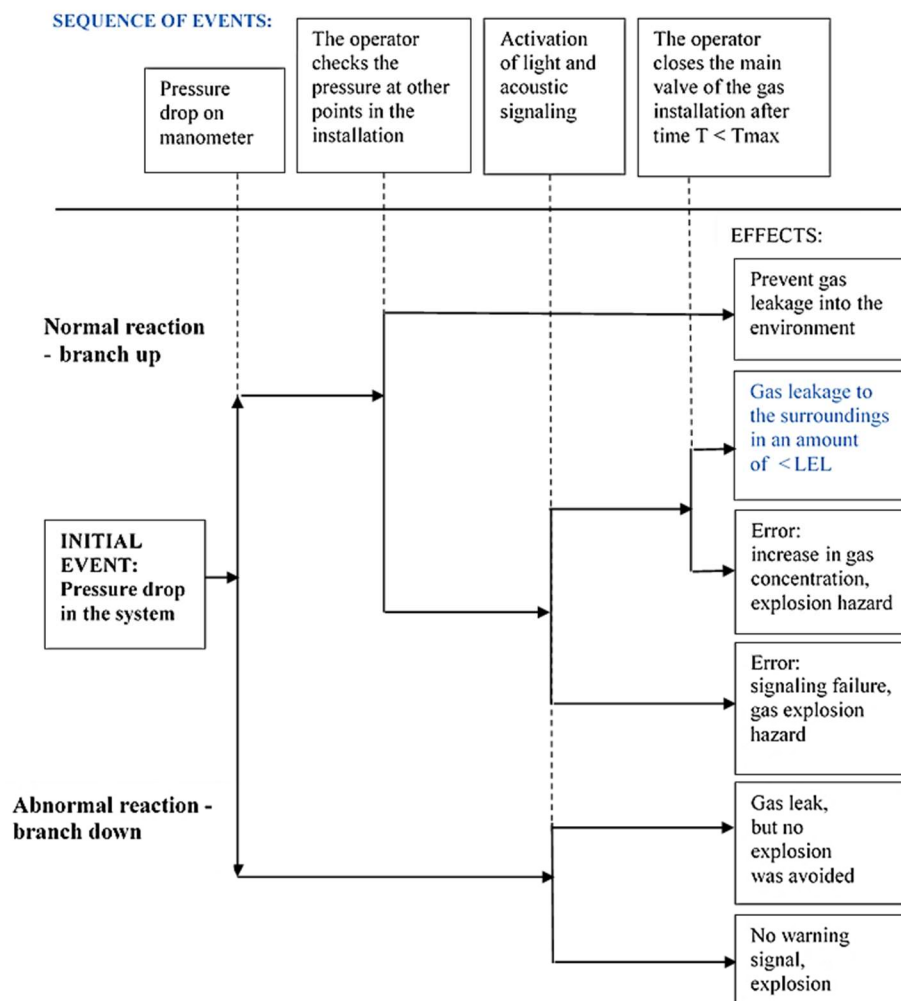 SEQUENCE OF EVENTS:
Pressure
drop on
manometer
The operator
checks the
pressure at other
points in the
installation
Activation
of light and
acoustic
signaling
The operator
closes the main
valve of the gas
installation after
time T < Tmax
EFFECTS:
Normal reaction
- branch up
Prevent gas
leakage into the
environment
Gas leakage to
the surroundings
in an amount
of < LEL
INITIAL
EVENT:
Pressure drop
in the system
Error:
increase in gas
concentration,
explosion hazard
Error:
signaling failure,
gas explosion
hazard
Abnormal reaction -
branch down
Gas leak,
but no
explosion
was avoided
No warning
signal,
explosion